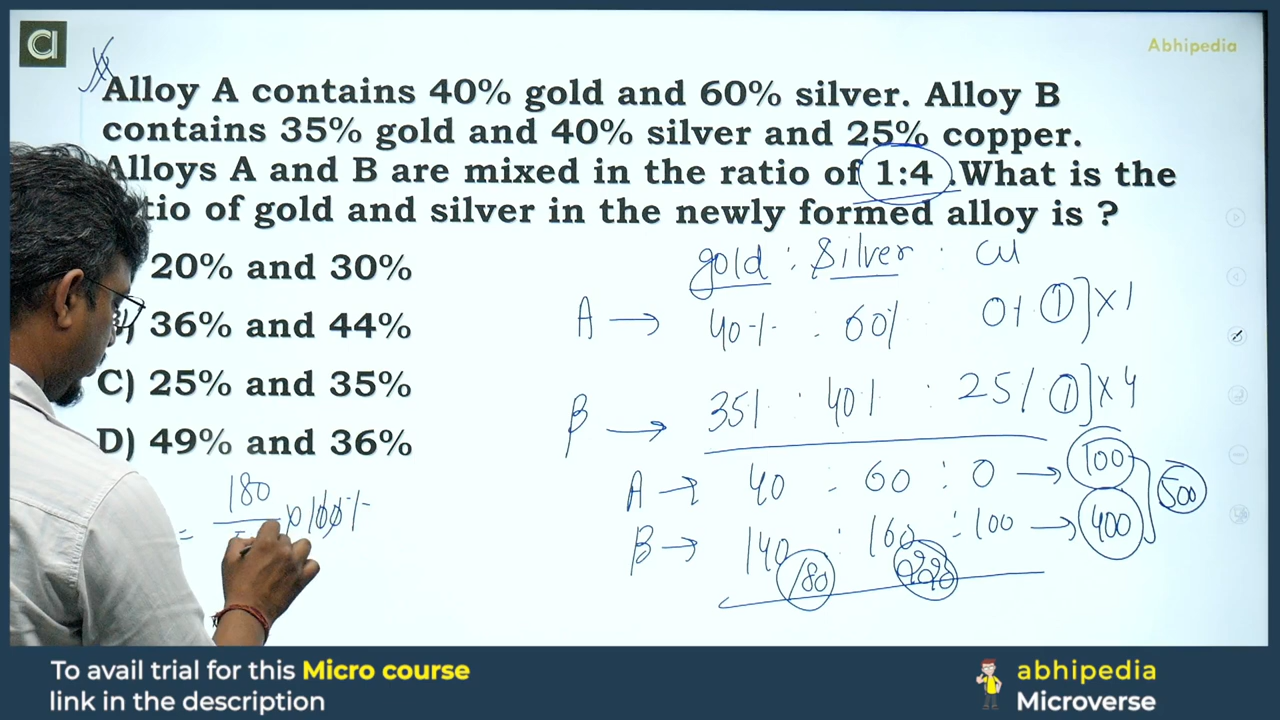 Abhipedia
Alloy A contains 40% gold and 60% silver. Alloy B
contains 35% gold and 40% silver and 25% copper.
Alloys A and B are mixed in the ratio of 1:4 .What is the
tio of gold and silver in the newly formed alloy is ?
20% and 30%
) 36% and 44%
C) 25% and 35%
D) 49% and 36%
gold : Silver : Cu
A → 40% : 60% 0% 1 ] × 1
B → 35% : 40% : 25% 1 ] × 4
A → 40 : 60 : 0 → 100
500
B → 140 : 160 : 100 → 400
180 220
= 180 × 100%
To avail trial for this Micro course
link in the description
abhipedia
Microverse